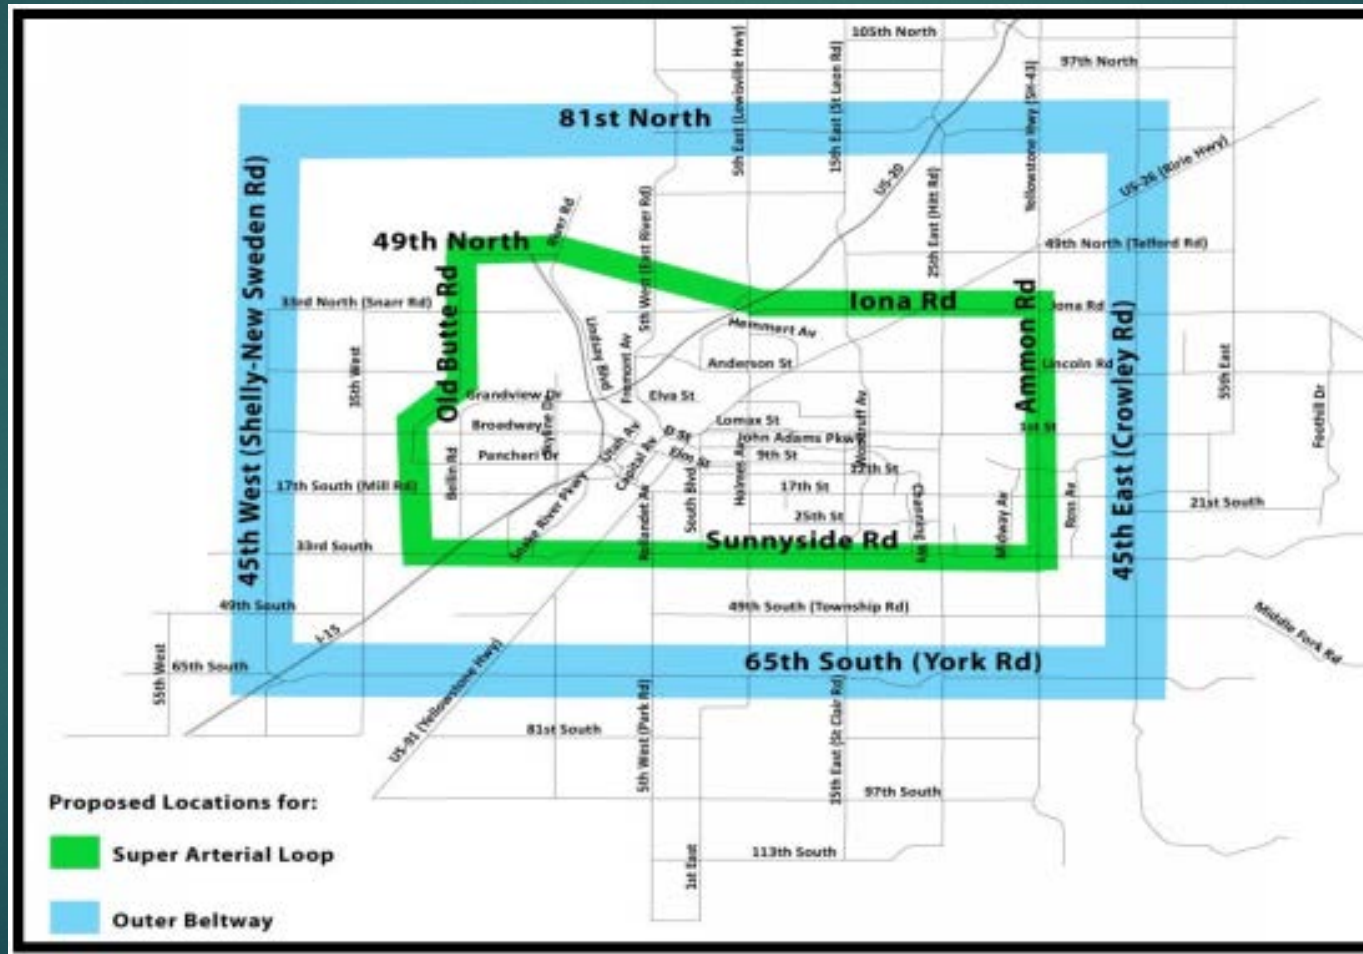 105th North
97th North
5th East (Lewisville Hwy)
15th East (St Leon Rd)
Yellowstone Hwy (SH-43)
81st North
US-26 (Ririe Hwy)
US-20
25th East (Hitt Rd)
River Rd
5th West (East River Rd)
49th North
49th North (Telford Rd)
45th West (Shelly-New Sweden Rd)
33rd North (Snarr Rd)
Old Butte Rd
Iona Rd
Ammon Rd
Iona Rd
45th East (Crowley Rd)
Lindsay Blvd
Fremont Av
Hemmert Av
Anderson St
Lincoln Rd
55th East
35th West
Grandview Dr
Elva St
Foothill Dr
Broadway
Skyline Dr
Lomax St
Woodruff Av
1st St
Utah Av
D St
John Adams Pkwy
Pancheri Dr
Capital Av
Elm St
9th St
12th St
Bellin Rd
Holmes Av
17th South (Mill Rd)
South Blvd
17th St
21st South
Snake River Pkwy
Rollandet Av
25th St
Channing Wy
Midway Av
Ross Av
33rd South
Sunnyside Rd
49th South
49th South (Township Rd)
I-15
Middle Fork Rd
55th West
65th South
65th South (York Rd)
US-91 (Yellowstone Hwy)
81st South
5th West (Park Rd)
15th East (St Clair Rd)
97th South
1st East
113th South
Proposed Locations for:
Super Arterial Loop
Outer Beltway